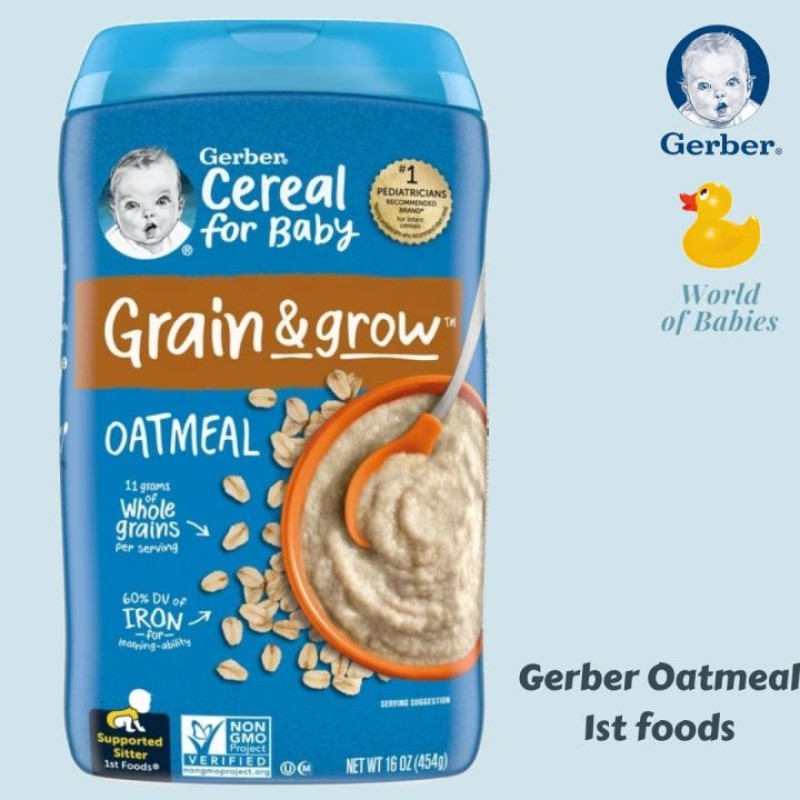 Gerber®
Cereal
for Baby
®
#1
PEDIATRICIANS
RECOMMENDED
BRAND*
for infant
cereals
Grain & grow™
OATMEAL
11 grams
of
Whole
grains
per serving
60% DV of
IRON
—for—
learning-ability
SERVING SUGGESTION
Supported
Sitter
1st Foods®
NON
GMO
Project
VERIFIED
nongmoproject.org
NET WT 16 OZ (454g)
Gerber®
World
of Babies
Gerber Oatmeal
1st foods